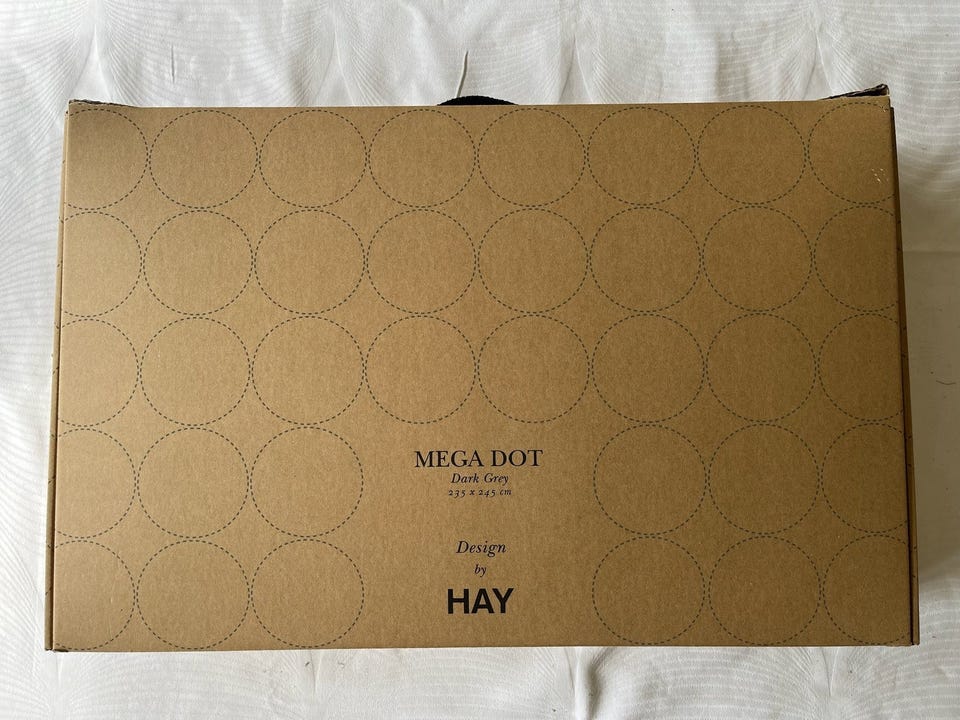 MEGA DOT
Dark Grey
235 x 245 cm
Design
by
HAY